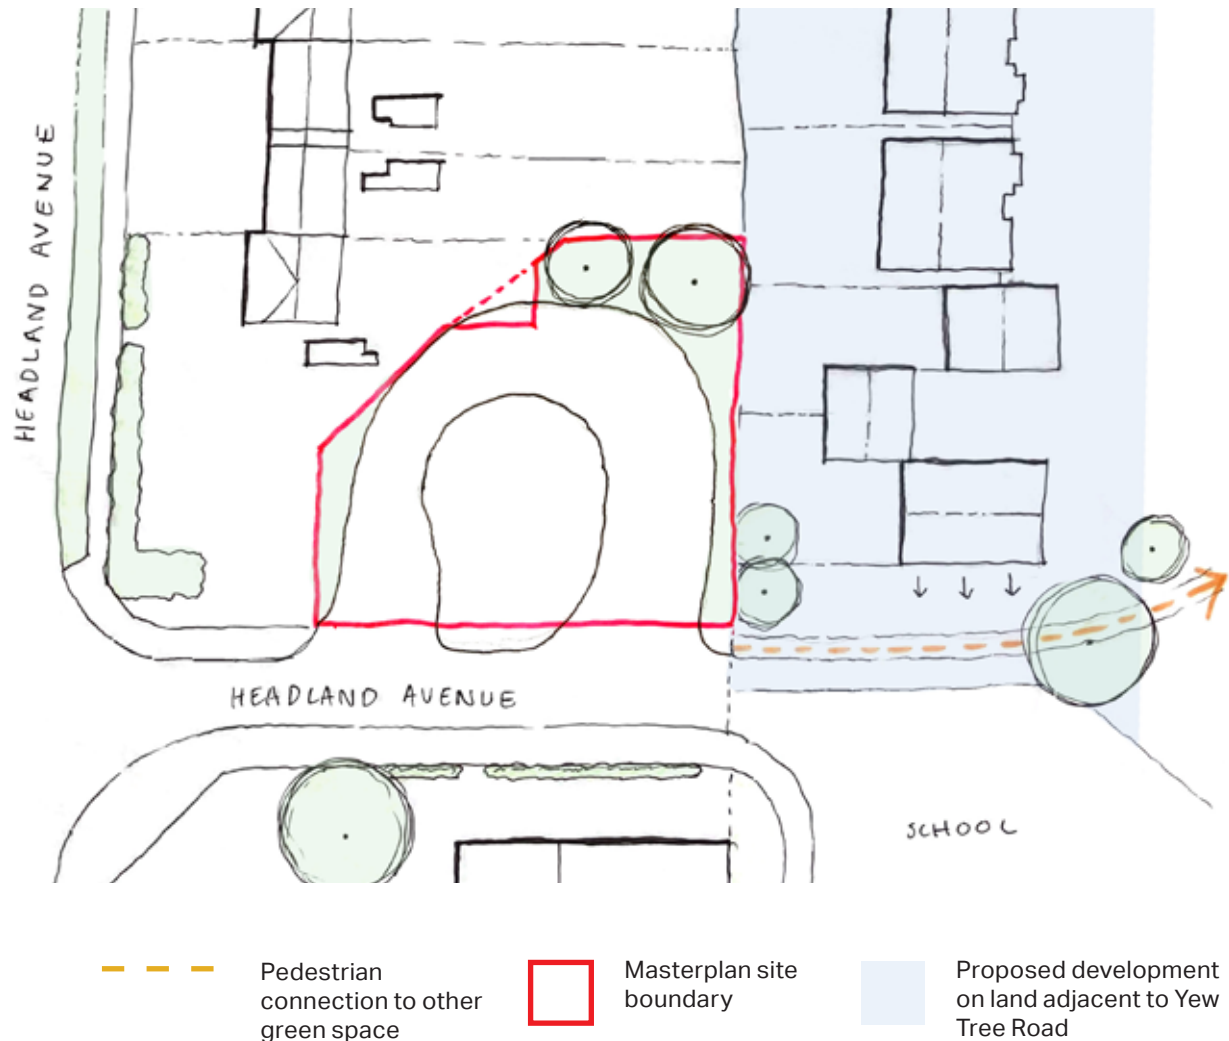 HEADLAND AVENUE
HEADLAND AVENUE
SCHOOL
Pedestrian
connection to other
green space
Masterplan site
boundary
Proposed development
on land adjacent to Yew
Tree Road